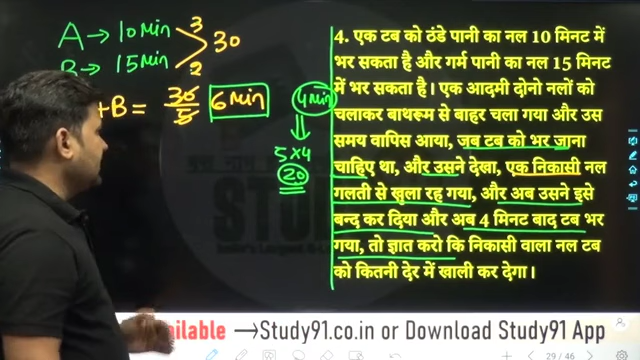 A → 10 Min 3
30
B → 15 Min 2
+B = 30/5 6 Min
4 Min
5 × 4
20
4. एक टब को ठंडे पानी का नल 10 मिनट में
भर सकता है और गर्म पानी का नल 15 मिनट
में भर सकता है। एक आदमी दोनो नलों को
चलाकर बाथरूम से बाहर चला गया और उस
समय वापिस आया, जब टब को भर जाना
चाहिए था, और उसने देखा, एक निकासी नल
गलती से खुला रह गया, और अब उसने इसे
बन्द कर दिया और अब 4 मिनट बाद टब भर
गया, तो ज्ञात करो कि निकासी वाला नल टब
को कितनी देर में खाली कर देगा।
→Study91.co.in or Download Study91 App
29 / 46